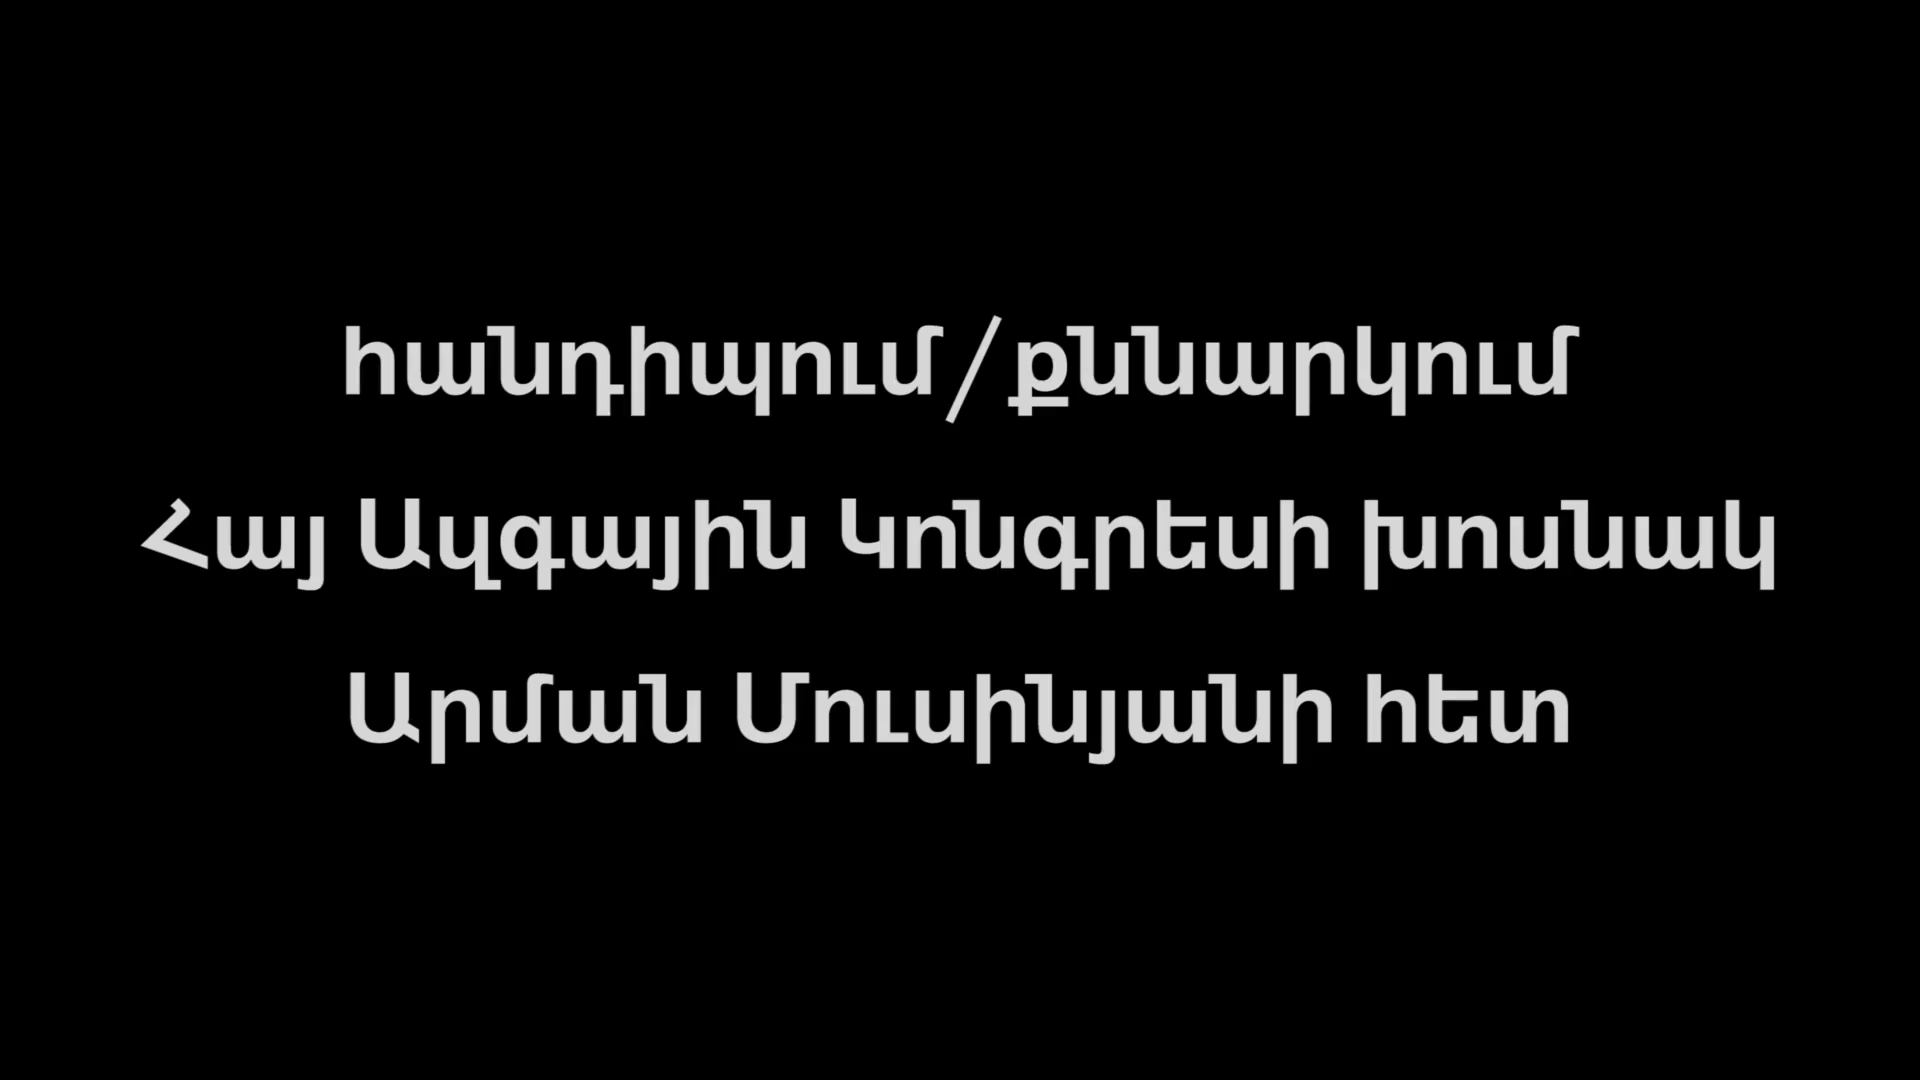 հանդիպում/քննարկում
Հայ Ազգային Կոնգրեսի խոսնակ
Արման Մուսինյանի հետ